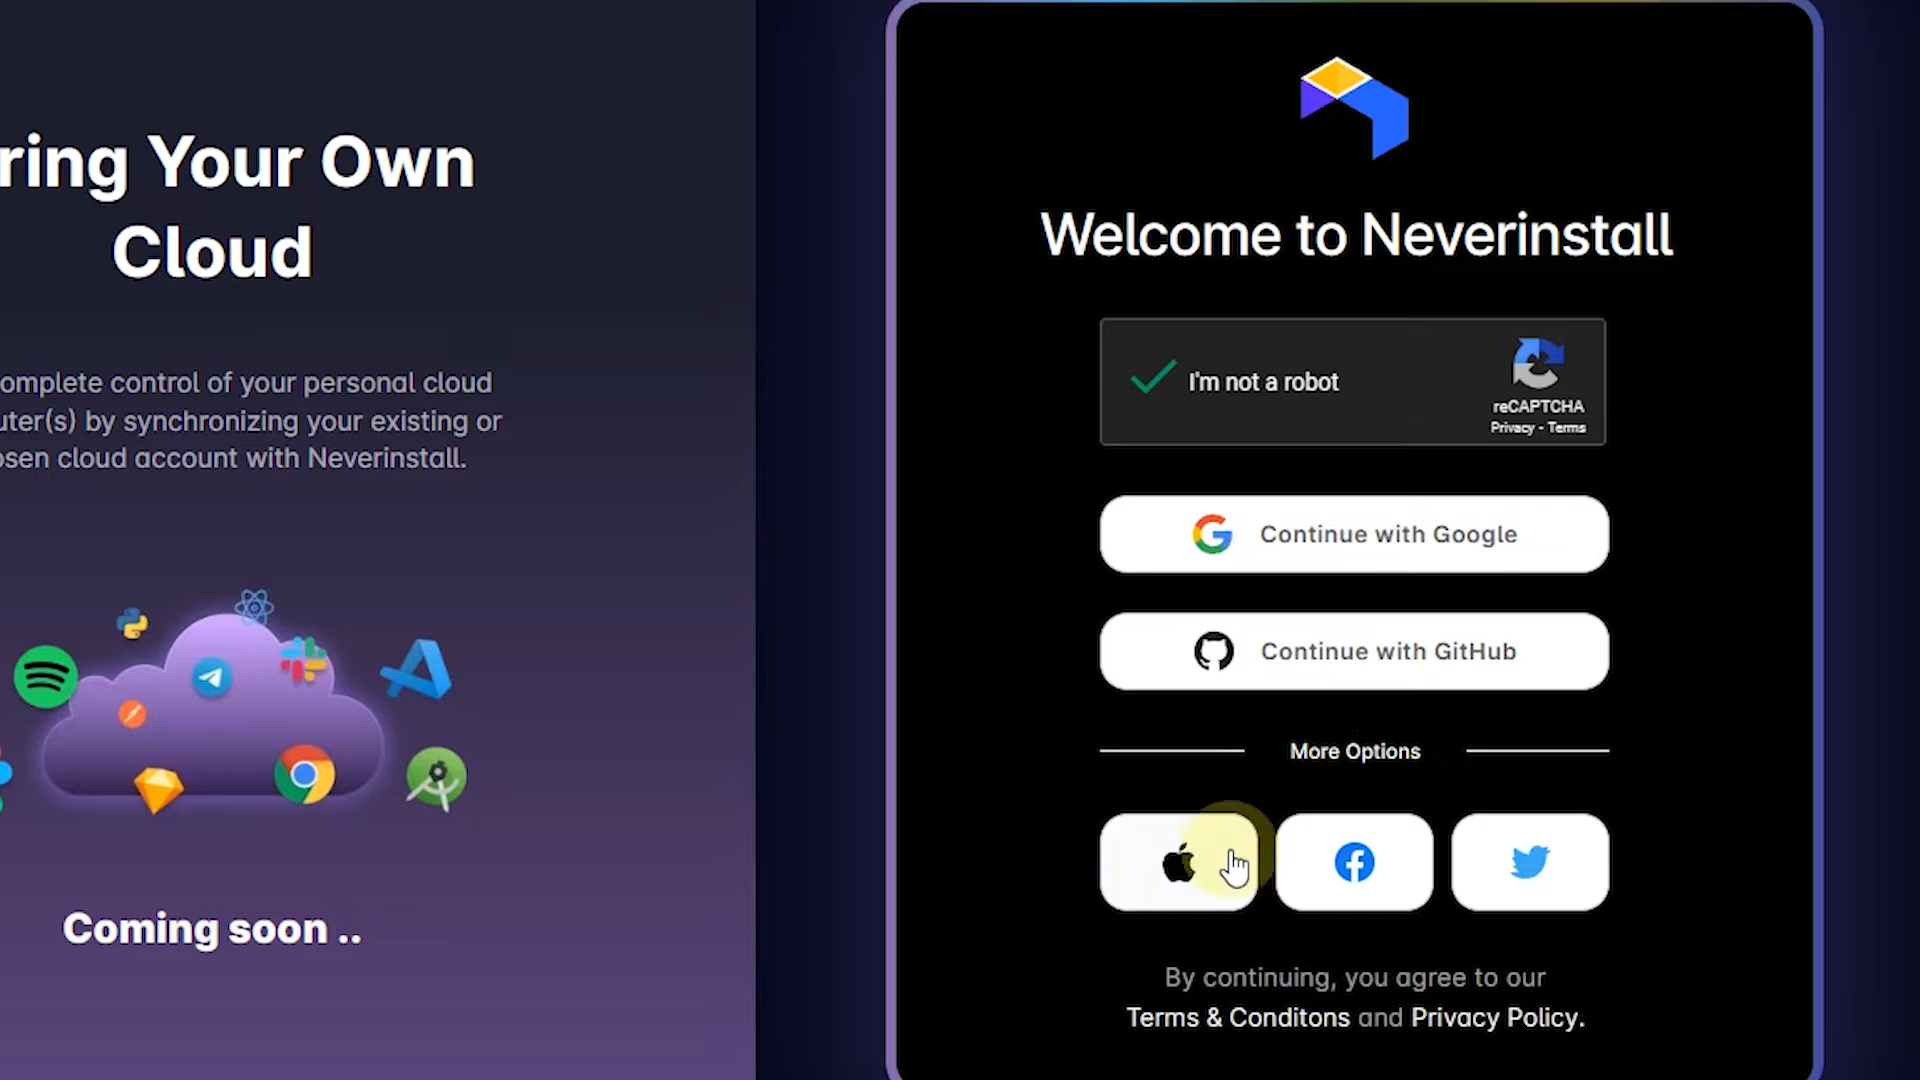 ring Your Own
Cloud
omplete control of your personal cloud
uter(s) by synchronizing your existing or
osen cloud account with Neverinstall.
Coming soon ..
Welcome to Neverinstall
I'm not a robot
reCAPTCHA
Privacy - Terms
Continue with Google
Continue with GitHub
More Options
By continuing, you agree to our
Terms & Conditons and Privacy Policy.